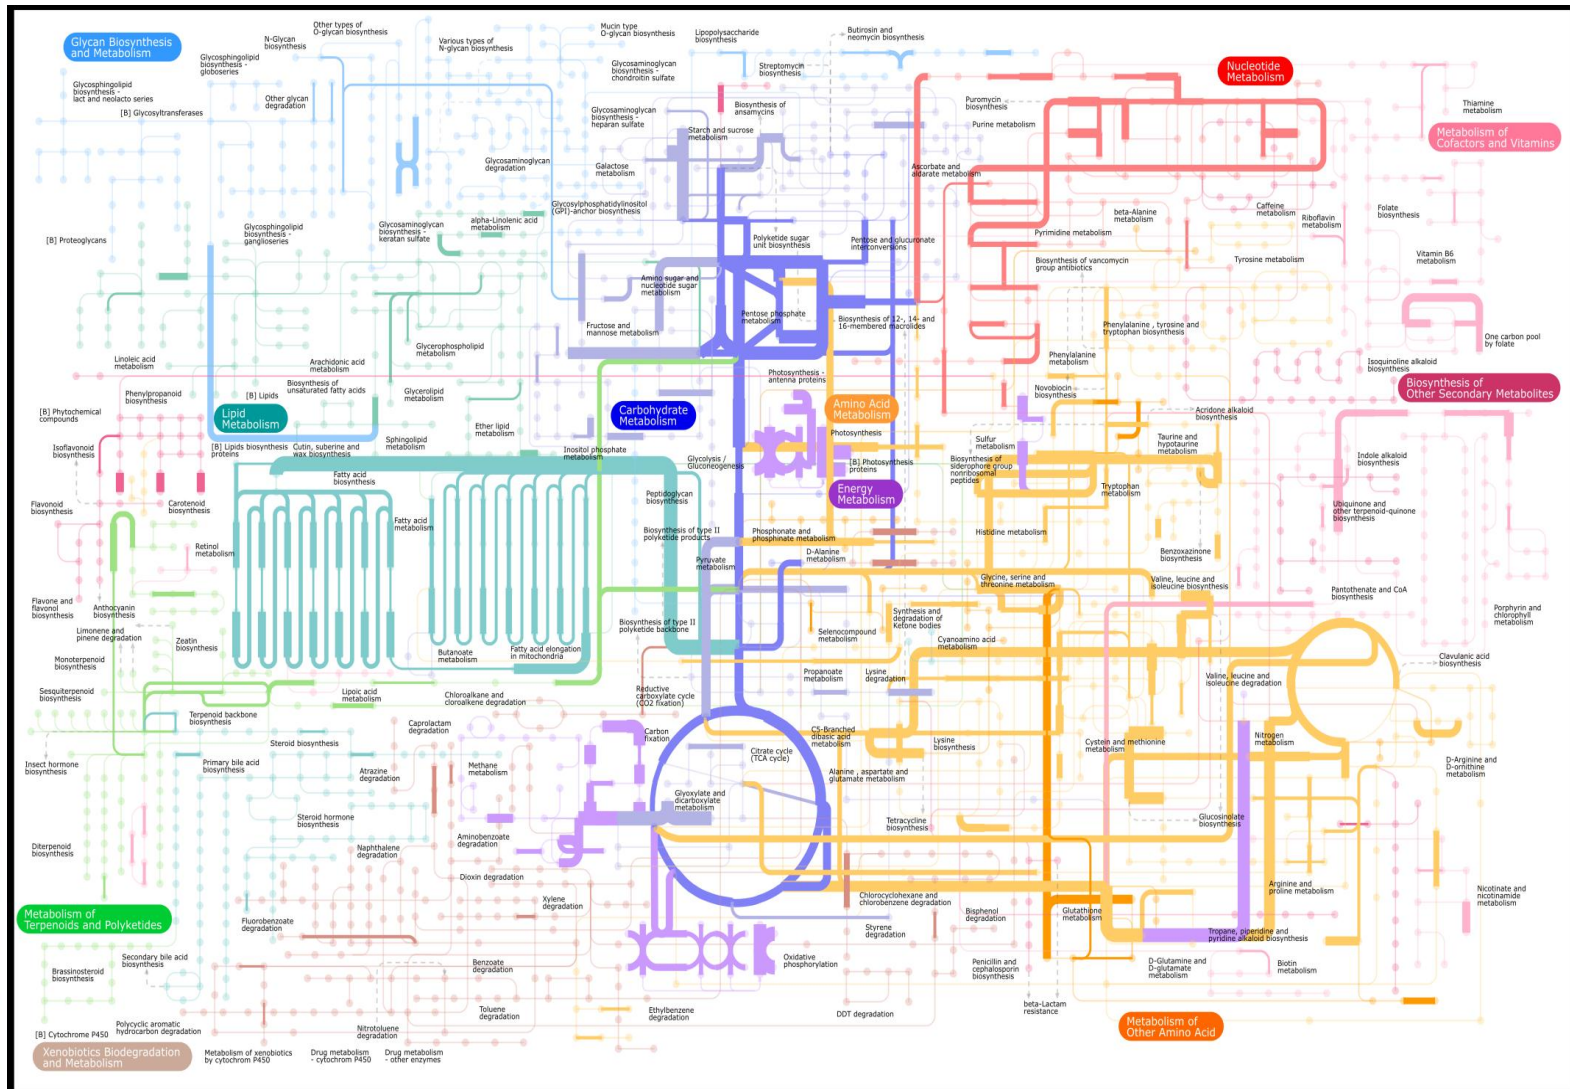 Glycan Biosynthesis
and Metabolism
N-Glycan
biosynthesis
Other types of
O-glycan biosynthesis
Various types of
N-glycan biosynthesis
Mucin type
O-glycan biosynthesis
Lipopolysaccharide
biosynthesis
Butirosin and
neomycin biosynthesis
Glycosphingolipid
biosynthesis -
globoseries
Glycosaminoglycan
biosynthesis -
chondroitin sulfate
Streptomycin
biosynthesis
Nucleotide
Metabolism
Glycosphingolipid
biosynthesis -
lact and neolacto series
Other glycan
degradation
[B] Glycosyltransferases
Glycosaminoglycan
biosynthesis -
heparan sulfate
Biosynthesis of
ansamycins
Puromycin
biosynthesis
Thiamine
metabolism
Starch and sucrose
metabolism
Purine metabolism
Metabolism of
Cofactors and Vitamins
Glycosaminoglycan
degradation
Galactose
metabolism
Ascorbate and
aldarate metabolism
Glycosylphosphatidylinositol
(GPI)-anchor biosynthesis
beta-Alanine
metabolism
Caffeine
metabolism
Riboflavin
metabolism
Folate
biosynthesis
[B] Proteoglycans
Glycosphingolipid
biosynthesis -
ganglioseries
Glycosaminoglycan
biosynthesis -
keratan sulfate
alpha-Linolenic acid
metabolism
Polyketide sugar
unit biosynthesis
Pentose and glucuronate
interconversions
Pyrimidine metabolism
Vitamin B6
metabolism
Biosynthesis of vancomycin
group antibiotics
Tyrosine metabolism
Amino sugar and
nucleotide sugar
metabolism
Fructose and
mannose metabolism
Pentose phosphate
metabolism
Biosynthesis of 12-, 14- and
16-membered macrolides
Phenylalanine , tyrosine and
tryptophan biosynthesis
One carbon pool
by folate
Glycerophospholipid
metabolism
Linoleic acid
metabolism
Arachidonic acid
metabolism
Phenylalanine
metabolism
Isoquinoline alkaloid
biosynthesis
Photosynthesis -
antenna proteins
Biosynthesis of
Other Secondary Metabolites
Phenylpropanoid
biosynthesis
[B] Lipids
Biosynthesis of
unsaturated fatty acids
Glycerolipid
metabolism
Novobiocin
biosynthesis
[B] Phytochemical
compounds
Lipid
Metabolism
Carbohydrate
Metabolism
Amino Acid
Metabolism
Acridone alkaloid
biosynthesis
Ether lipid
metabolism
Photosynthesis
Isoflavonoid
biosynthesis
[B] Lipids biosynthesis
proteins
Cutin, suberine and
wax biosynthesis
Sphingolipid
metabolism
Inositol phosphate
metabolism
Glycolysis /
Gluconeogenesis
[B] Photosynthesis
proteins
Sulfur
metabolism
Biosynthesis of
siderophore group
nonribosomal
peptides
Taurine and
hypotaurine
metabolism
Indole alkaloid
biosynthesis
Fatty acid
biosynthesis
Energy
Metabolism
Tryptophan
metabolism
Flavonoid
biosynthesis
Carotenoid
biosynthesis
Peptidoglycan
biosynthesis
Ubiquinone and
other terpenoid-quinone
biosynthesis
Fatty acid
metabolism
Biosynthesis of type II
polyketide products
Phosphonate and
phosphinate metabolism
Histidine metabolism
Retinol
metabolism
Pyruvate
metabolism
D-Alanine
metabolism
Benzoxazinone
biosynthesis
Glycine, serine and
threonine metabolism
Valine, leucine and
isoleucine biosynthesis
Pantothenate and CoA
biosynthesis
Flavone and
flavonol biosynthesis
Anthocyanin
biosynthesis
Synthesis and
degradation of
Ketone bodies
Porphyrin and
chlorophyll
metabolism
Limonene and
pinene degradation
Zeatin
biosynthesis
Biosynthesis of type II
polyketide backbone
Selenocompound
metabolism
Cyanoamino acid
metabolism
Butanoate
metabolism
Fatty acid elongation
in mitochondria
Monoterpenoid
biosynthesis
Clavulanic acid
biosynthesis
Propanoate
metabolism
Lysine
degradation
Valine, leucine and
isoleucine degradation
Sesquiterpenoid
biosynthesis
Lipoic acid
metabolism
Chloroalkane and
cloroalkene degradation
Reductive
carboxylate cycle
(CO2 fixation)
Terpenoid backbone
biosynthesis
Caprolactam
degradation
Carbon
fixation
C5-Branched
dibasic acid
metabolism
Nitrogen
metabolism
Steroid biosynthesis
Citrate cycle
(TCA cycle)
Lysine
biosynthesis
Cystein and methionine
metabolism
Insect hormone
biosynthesis
Primary bile acid
biosynthesis
Atrazine
degradation
Methane
metabolism
Alanine , aspartate and
glutamate metabolism
D-Arginine and
D-ornithine
metabolism
Glyoxylate and
dicarboxylate
metabolism
Steroid hormone
biosynthesis
Tetracycline
biosynthesis
Glucosinolate
biosynthesis
Diterpenoid
biosynthesis
Naphthalene
degradation
Aminobenzoate
degradation
Dioxin degradation
Chlorocyclohexane and
chlorobenzene degradation
Arginine and
proline metabolism
Nicotinate and
nicotinamide
metabolism
Xylene
degradation
Metabolism of
Terpenoids and Polyketides
Fluorobenzoate
degradation
Styrene
degradation
Bisphenol
degradation
Glutathione
metabolism
Tropane, piperidine and
pyridine alkaloid biosynthesis
Secondary bile acid
biosynthesis
Benzoate
degradation
Oxidative
phosphorylation
Penicillin and
cephalosporin
biosynthesis
D-Glutamine and
D-glutamate
metabolism
Biotin
metabolism
Brassinosteroid
biosynthesis
Toluene
degradation
Ethylbenzene
degradation
DDT degradation
beta-Lactam
resistance
[B] Cytochrome P450
Polycyclic aromatic
hydrocarbon degradation
Nitrotoluene
degradation
Metabolism of
Other Amino Acid
Xenobiotics Biodegradation
and Metabolism
Metabolism of xenobiotics
by cytochrom P450
Drug metabolism
- cytochrom P450
Drug metabolism
- other enzymes